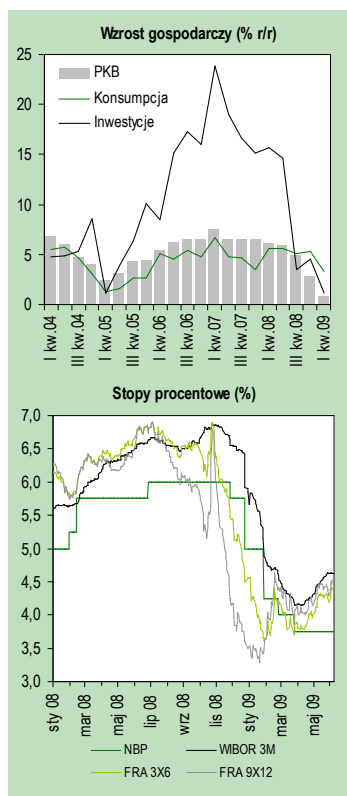 Wzrost gospodarczy (% r/r)
25
20
15
10
5
0
PKB
Konsumpcja
Inwestycje
I kw.04
III kw.04
I kw.05
III kw.05
I kw.06
III kw.06
I kw.07
III kw.07
I kw.08
III kw.08
I kw.09
Stopy procentowe (%)
7,0
6,5
6,0
5,5
5,0
4,5
4,0
3,5
3,0
sty 08
mar 08
maj 08
lip 08
wrz 08
lis 08
sty 09
mar 09
maj 09
NBP
WIBOR 3M
FRA 3X6
FRA 9X12